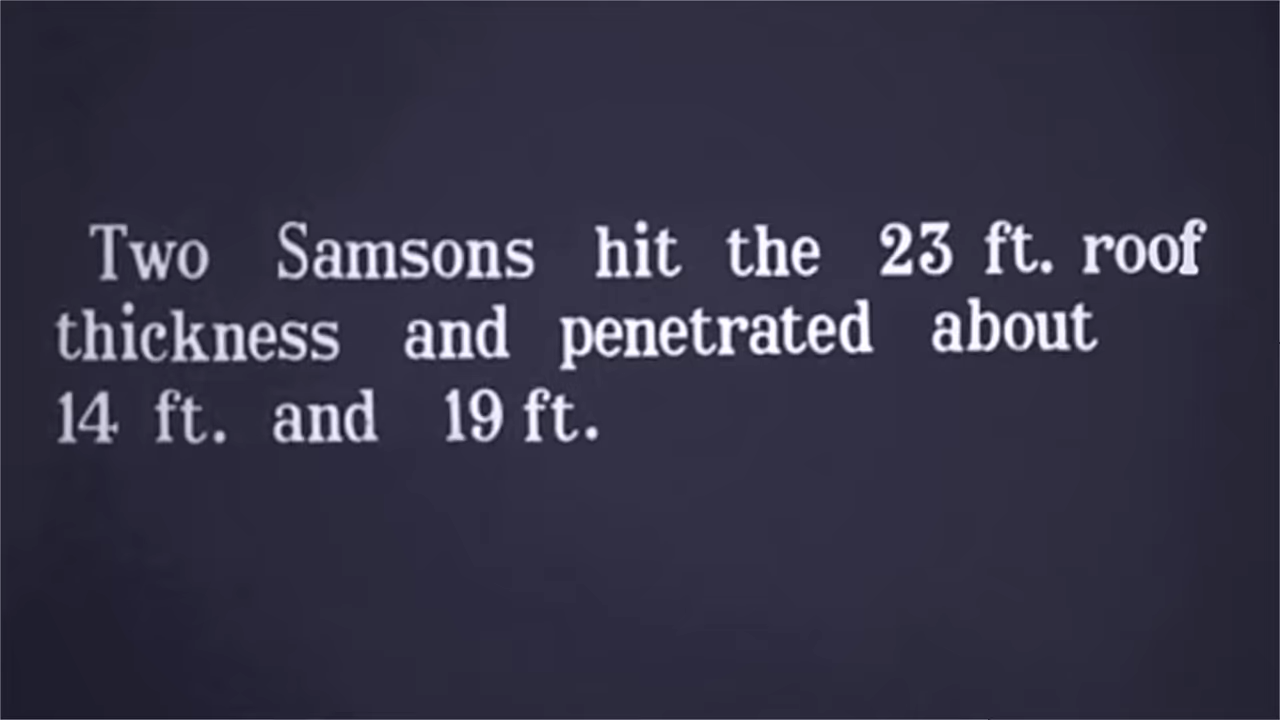 Two Samsons hit the 23 ft. roof
thickness and penetrated about
14 ft. and 19 ft.